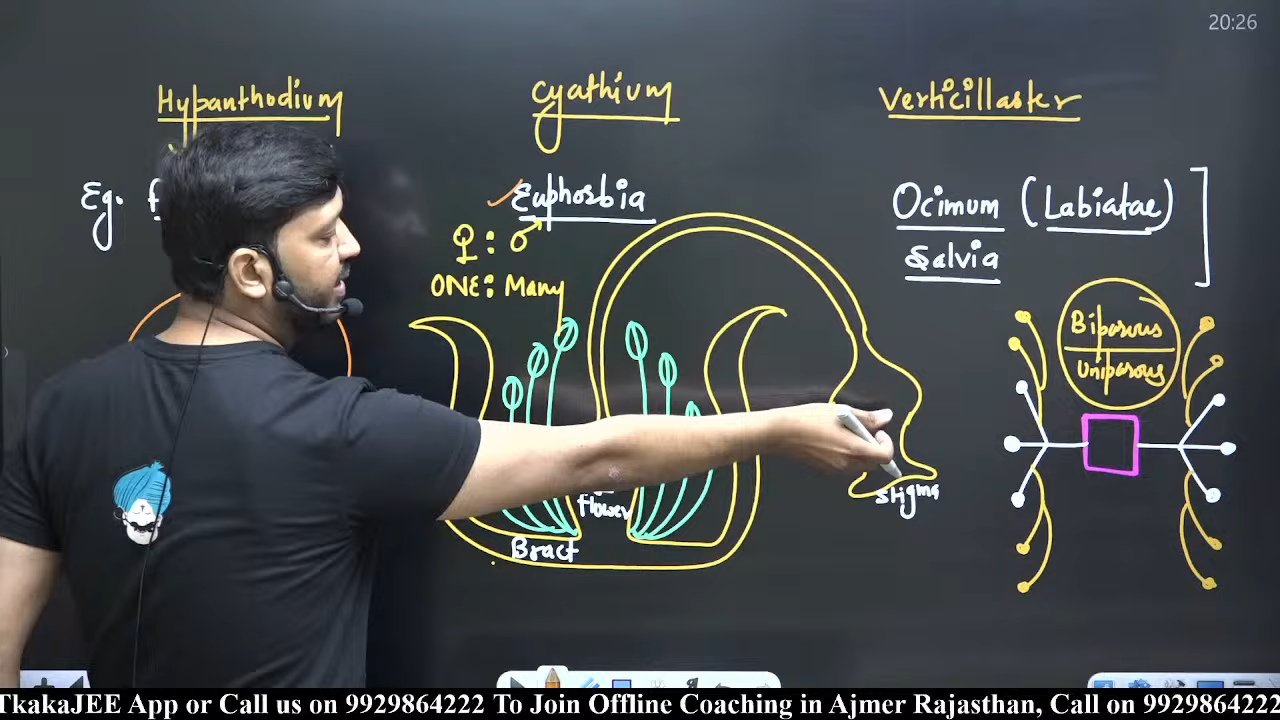 20:26
Hypanthodium
Cyathium
Verticillaster
Eg.
Euphorbia
♀ : ♂
ONE : Many
flower
Bract
Stigma
Ocimum (Labiatae)
Salvia
Biparous
Uniparous
TkakaJEE App or Call us on 9929864222 To Join Offline Coaching in Ajmer Rajasthan, Call on 9929864222